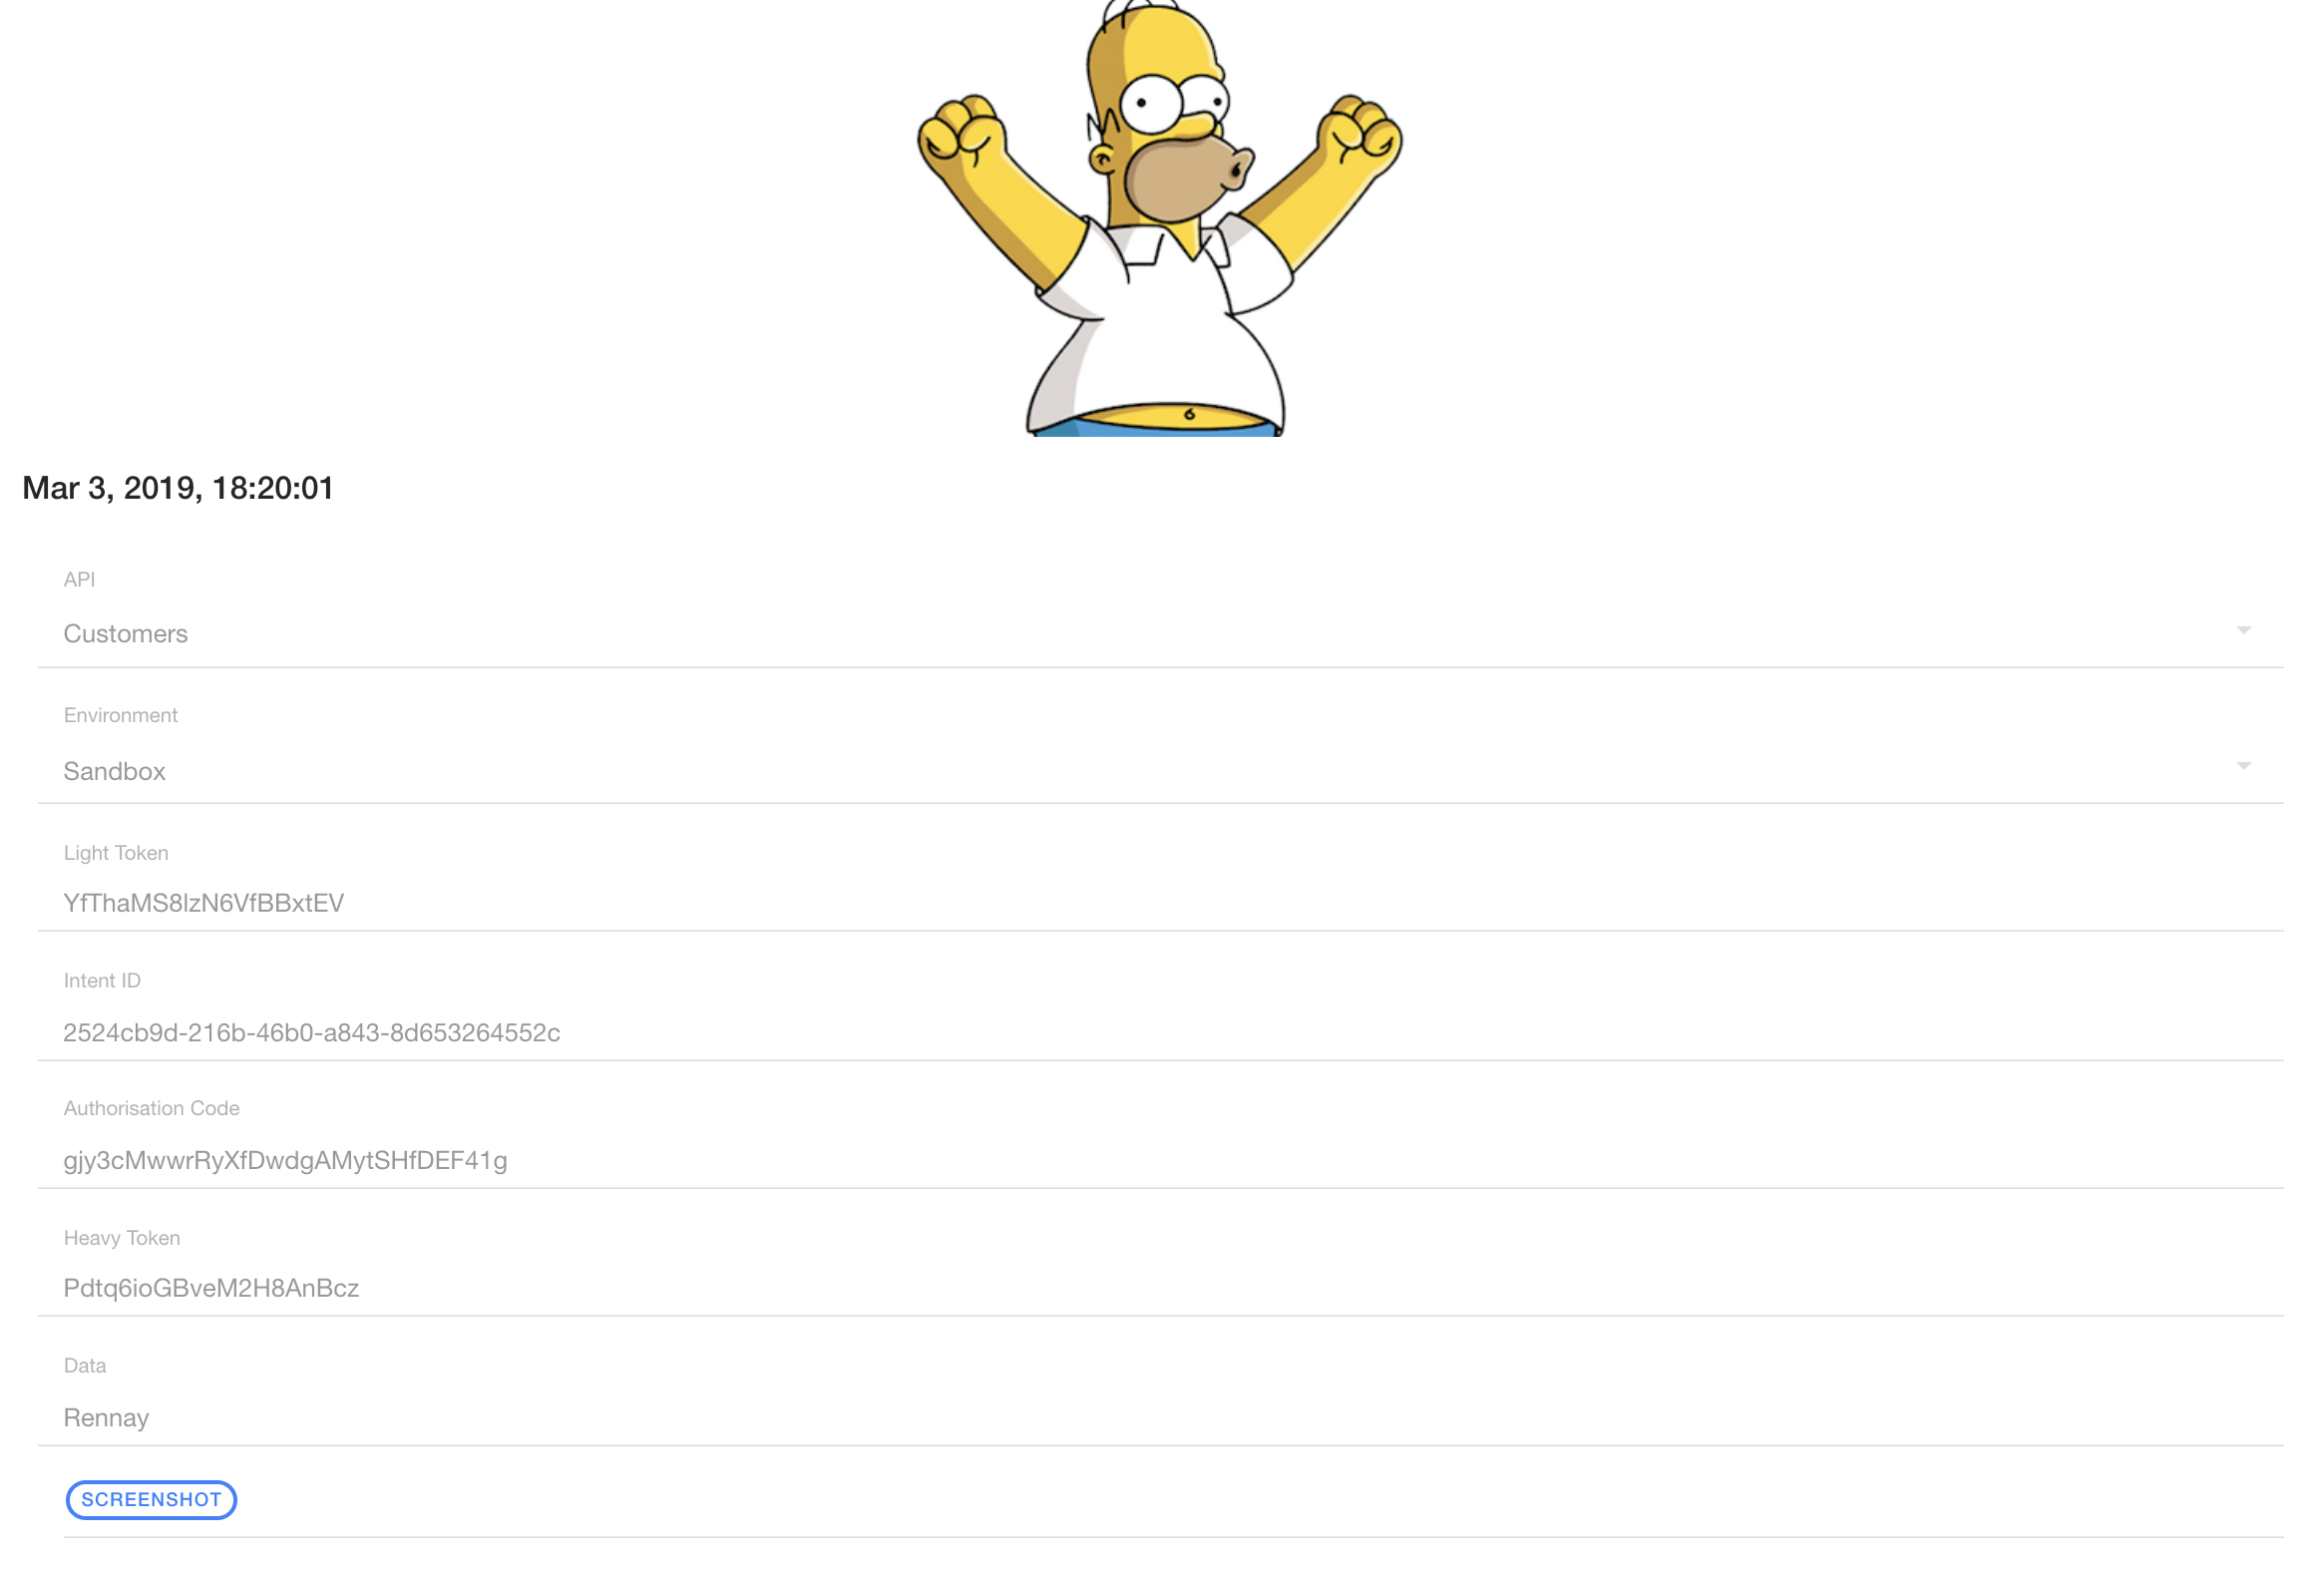 Mar 3, 2019, 18:20:01
API
Customers
Environment
Sandbox
Light Token
YfThaMS8lzN6VfBBxtEV
Intent ID
2524cb9d-216b-46b0-a843-8d653264552c
Authorisation Code
gjy3cMwwrRyXfDwdgAMytSHfDEF41g
Heavy Token
Pdtq6ioGBveM2H8AnBcz
Data
Rennay
SCREENSHOT